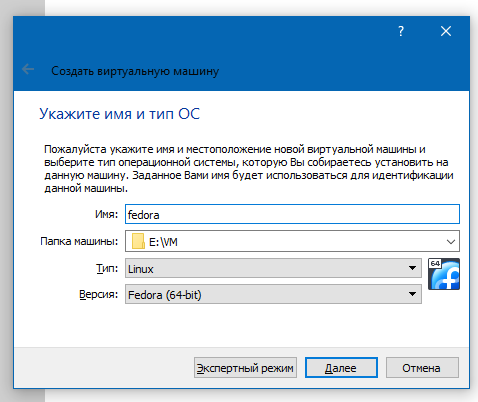 ?
Создать виртуальную машину
Укажите имя и тип ОС
Пожалуйста укажите имя и местоположение новой виртуальной машины и
выберите тип операционной системы, которую Вы собираетесь установить на
данную машину. Заданное Вами имя будет использоваться для идентификации
данной машины.
Имя: fedora
Папка машины: E:\VM
Тип: Linux
64
Версия: Fedora (64-bit)
Экспертный режим Далее Отмена